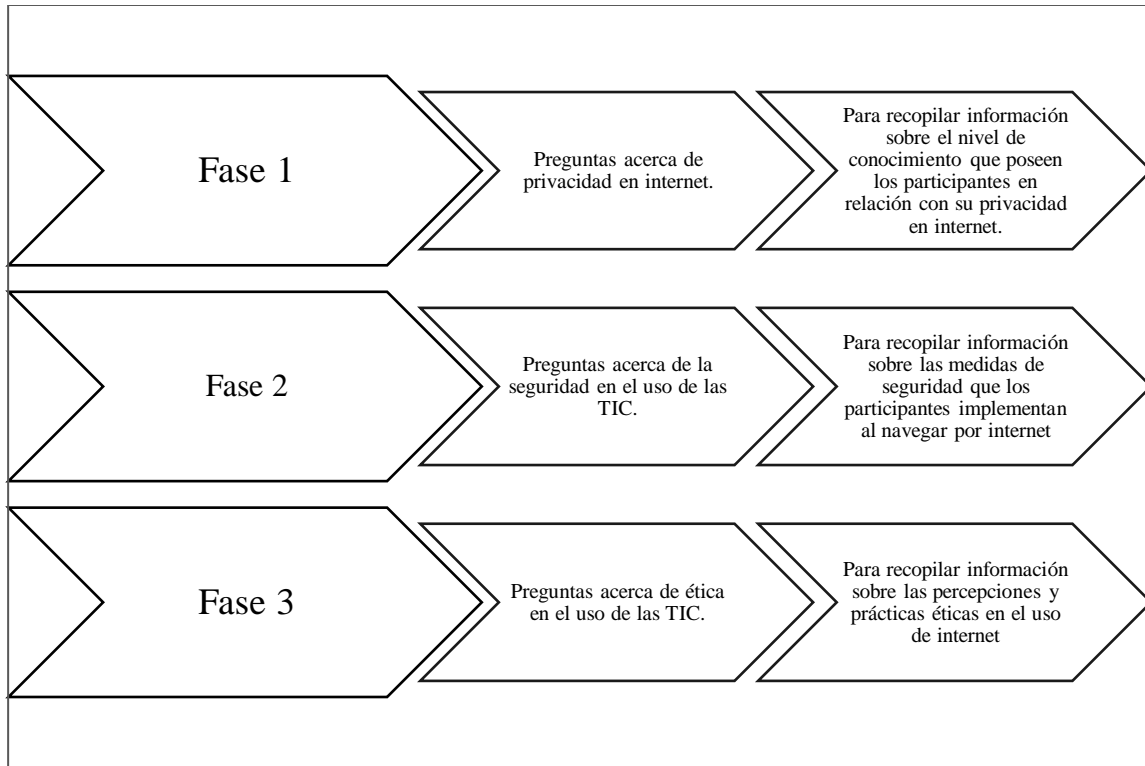 Fase 1
Preguntas acerca de
privacidad en internet.
Para recopilar información
sobre el nivel de
conocimiento que poseen
los participantes en
relación con su privacidad
en internet.
Fase 2
Preguntas acerca de la
seguridad en el uso de las
TIC.
Para recopilar información
sobre las medidas de
seguridad que los
participantes implementan
al navegar por internet
Fase 3
Preguntas acerca de ética
en el uso de las TIC.
Para recopilar información
sobre las percepciones y
prácticas éticas en el uso
de internet